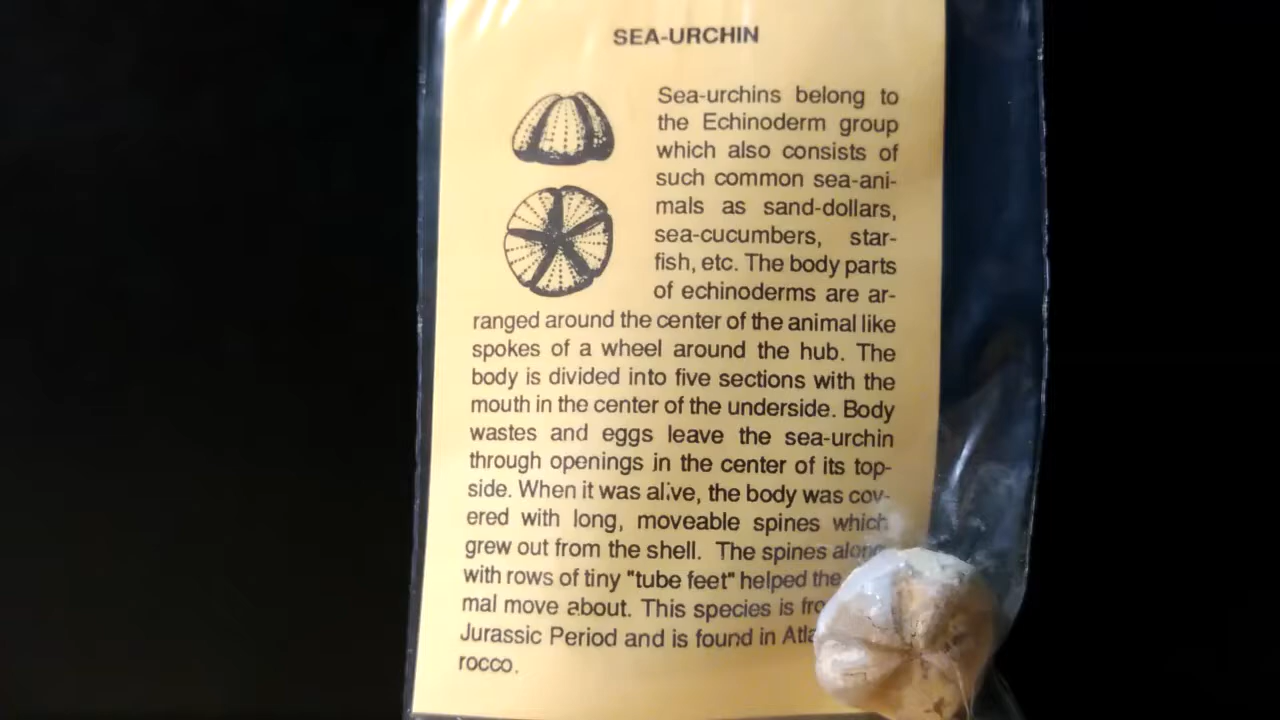 SEA-URCHIN
Sea-urchins belong to
the Echinoderm group
which also consists of
such common sea-ani-
mals as sand-dollars,
sea-cucumbers, star-
fish, etc. The body parts
of echinoderms are ar-
ranged around the center of the animal like
spokes of a wheel around the hub. The
body is divided into five sections with the
mouth in the center of the underside. Body
wastes and eggs leave the sea-urchin
through openings in the center of its top-
side. When it was alive, the body was cov-
ered with long, moveable spines which
grew out from the shell. The spines along
with rows of tiny "tube feet" helped the
mal move about. This species is
Jurassic Period and is found in
rocco.